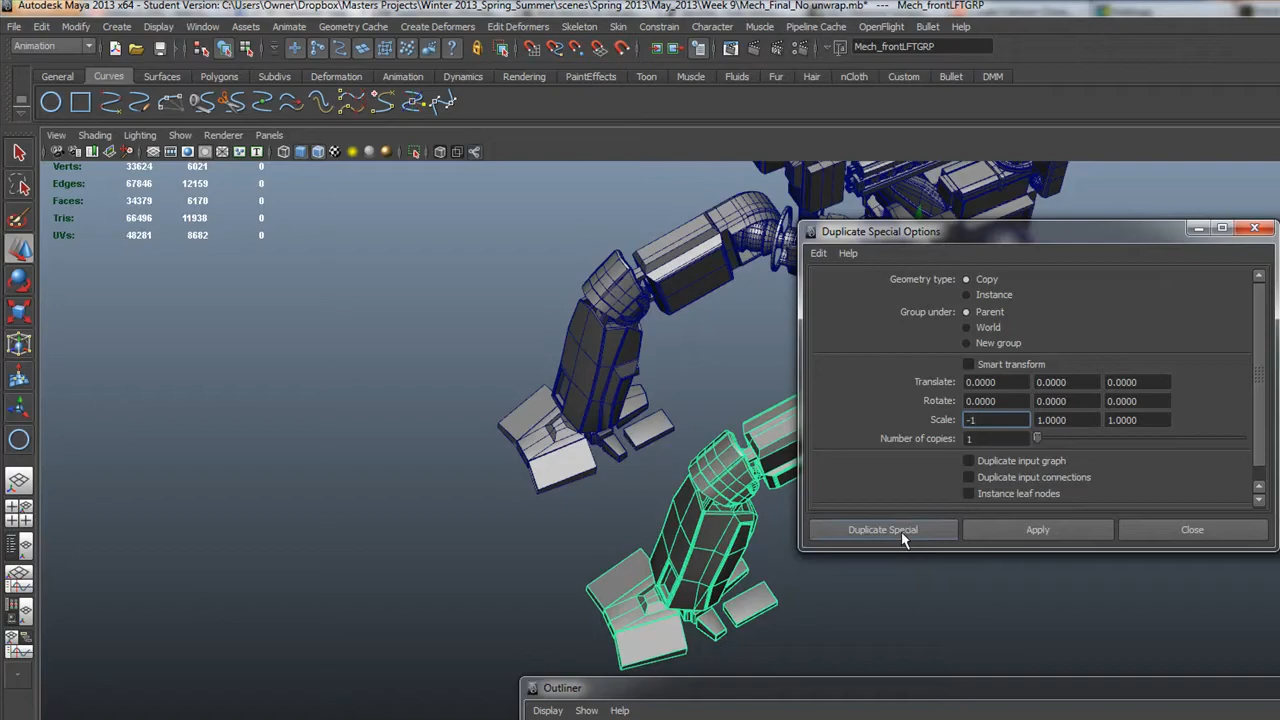 Autodesk Maya 2013 x64 - Student Version: C:\Users\Owner\Dropbox\Masters Projects\Winter 2013_Spring_Summer\scenes\Spring 2013\May_2013\Week 9\Mech_Final_No unwrap.mb* --- Mech_frontLFTGRP
File Edit Modify Create Display Window Assets Animate Geometry Cache Create Deformers Edit Deformers Skeleton Skin Constrain Character Muscle Pipeline Cache OpenFlight Bullet Help
Animation Mech_frontLFTGRP
General Curves Surfaces Polygons Subdivs Deformation Animation Dynamics Rendering PaintEffects Toon Muscle Fluids Fur Hair nCloth Custom Bullet DMM
View Shading Lighting Show Renderer Panels
Verts: 33624 6021 0
Edges: 67846 12159 0
Faces: 34379 6170 0
Tris: 66496 11938 0
UVs: 48281 8682 0
Duplicate Special Options
Edit Help
Geometry type: Copy
Instance
Group under: Parent
World
New group
Smart transform
Translate: 0.0000 0.0000 0.0000
Rotate: 0.0000 0.0000 0.0000
Scale: -1 1.0000 1.0000
Number of copies: 1
Duplicate input graph
Duplicate input connections
Instance leaf nodes
Duplicate Special Apply Close
Outliner
Display Show Help